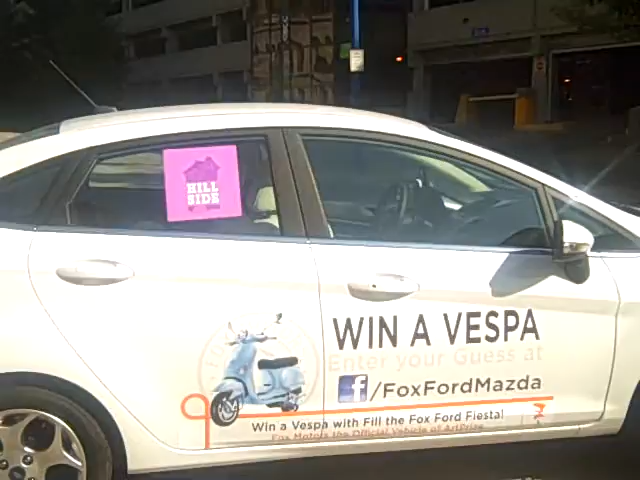 HILL
SIDE
WIN A VESPA
Enter your Guess at
f/FoxFordMazda
Win a Vespa with Fill the Fox Ford Fiesta!
Fox Motors the Official Vehicle of ArtPrize